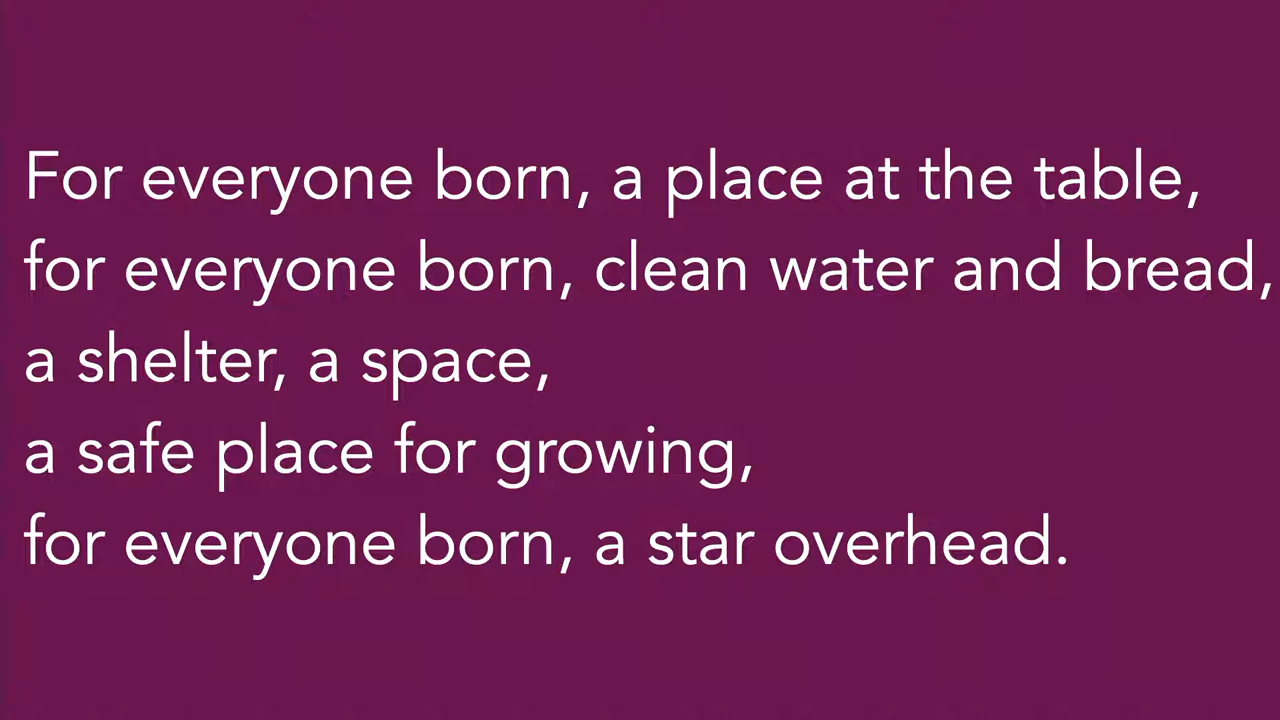 For everyone born, a place at the table,
for everyone born, clean water and bread,
a shelter, a space,
a safe place for growing,
for everyone born, a star overhead.